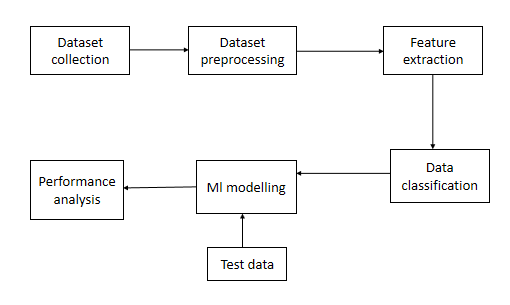 Dataset
collection
Dataset
preprocessing
Feature
extraction
Data
classification
Ml modelling
Performance
analysis
Test data